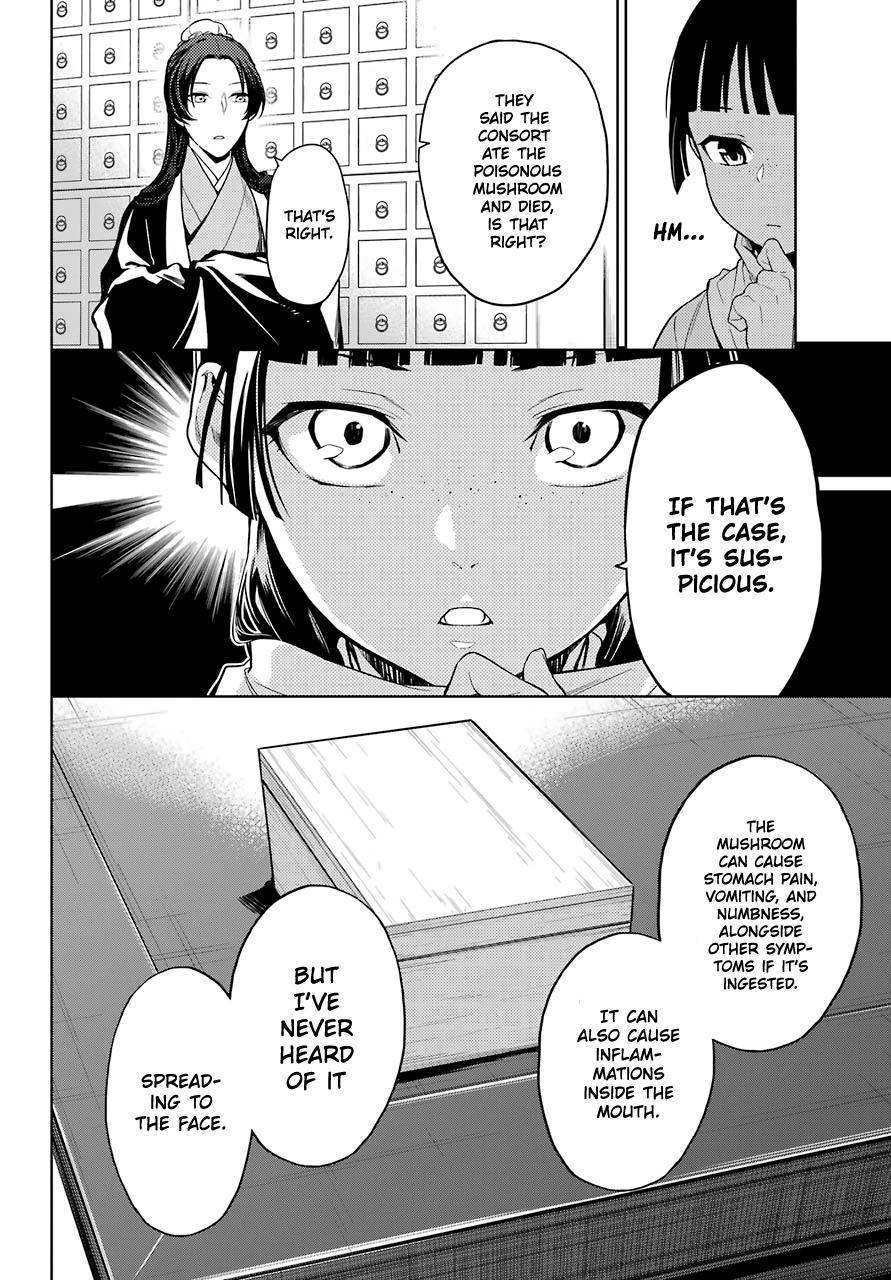 HM...
THEY
SAID THE
CONSORT
ATE THE
POISONOUS
MUSHROOM
AND DIED,
IS THAT
RIGHT?
THAT'S
RIGHT.
IF THAT'S
THE CASE,
IT'S SUS-
PICIOUS.
THE
MUSHROOM
CAN CAUSE
STOMACH PAIN,
VOMITING, AND
NUMBNESS,
ALONGSIDE
OTHER SYMP-
TOMS IF IT'S
INGESTED.
IT CAN
ALSO CAUSE
INFLAM-
MATIONS
INSIDE THE
MOUTH.
BUT
I'VE
NEVER
HEARD
OF IT
SPREAD-
ING TO
THE FACE.